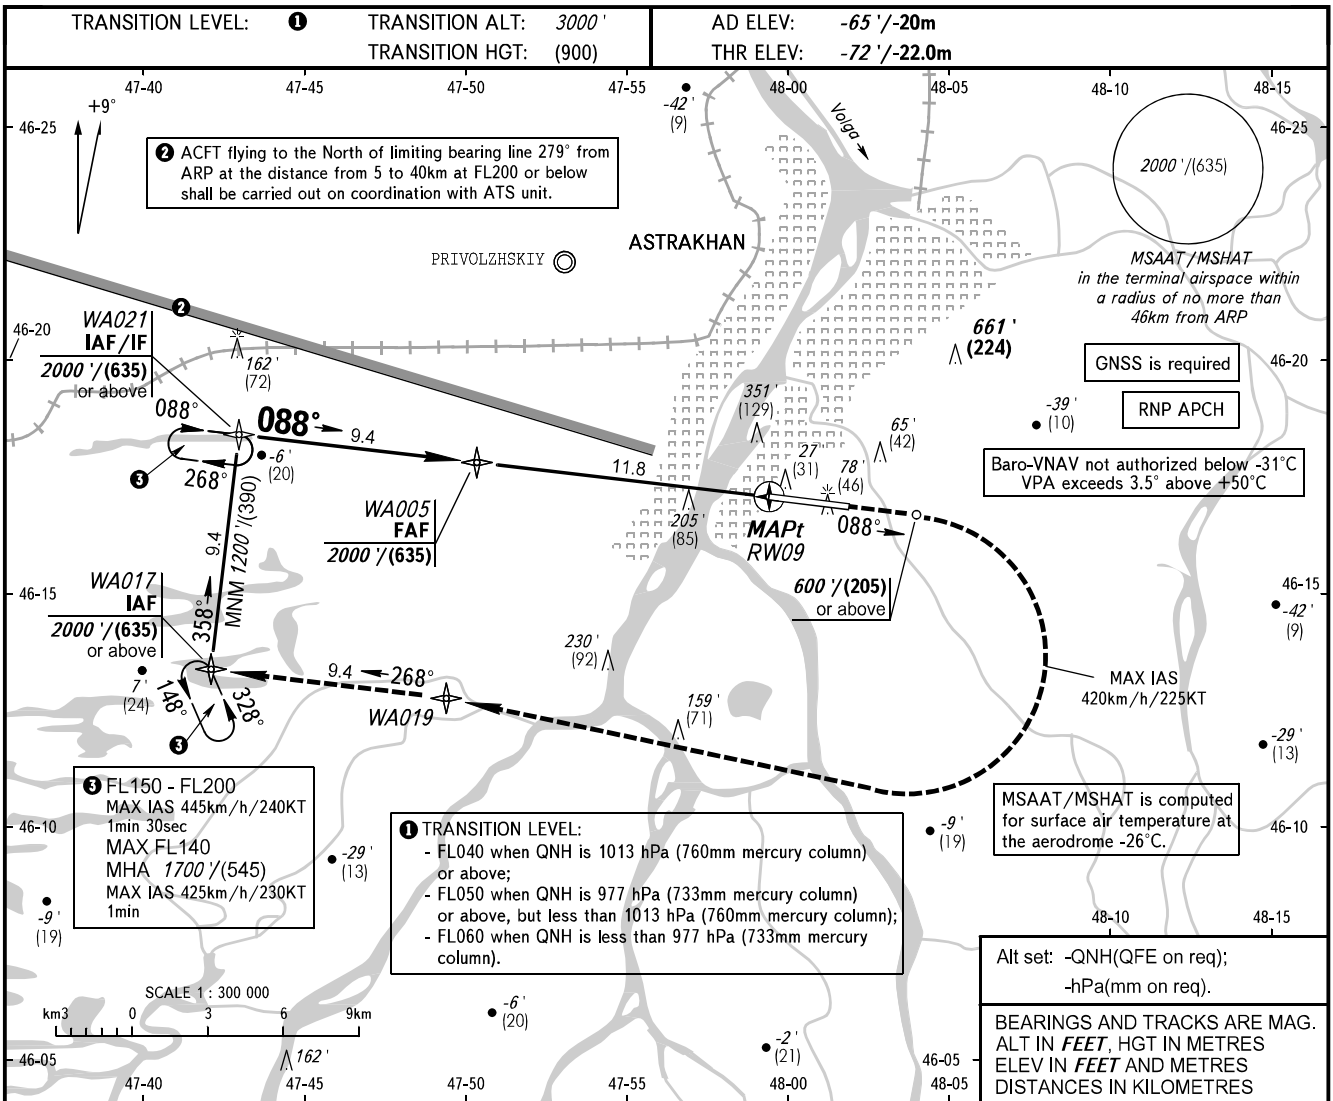 TRANSITION LEVEL: ❶ TRANSITION ALT: 3000'
TRANSITION HGT: (900)
AD ELEV: -65'/-20m
THR ELEV: -72'/-22.0m
47-40 47-45 47-50 47-55 48-00 48-05 48-10 48-15
+9°
46-25
46-25
-42'
(9)
Volga
❷ ACFT flying to the North of limiting bearing line 279° from
ARP at the distance from 5 to 40km at FL200 or below
shall be carried out on coordination with ATS unit.
2000'/(635)
MSAAT/MSHAT
in the terminal airspace within
a radius of no more than
46km from ARP
ASTRAKHAN
PRIVOLZHSKIY
❷
46-20
46-20
WA021
IAF/IF
2000'/(635)
or above
162'
(72)
661'
(224)
GNSS is required
RNP APCH
Baro-VNAV not authorized below -31°C
VPA exceeds 3.5° above +50°C
351'
(129)
-39'
(10)
65'
(42)
27'
(31)
78'
(46)
088°
088°
9.4
11.8
268°
❸
-6'
(20)
WA005
FAF
2000'/(635)
205'
(85)
MAPt
RW09
088°
600'/(205)
or above
9.4
MNM 1200'/(390)
358°
WA017
IAF
2000'/(635)
or above
46-15
46-15
-42'
(9)
7'
(24)
148°
328°
❸
9.4
268°
WA019
230'
(92)
159'
(71)
MAX IAS
420km/h/225KT
-29'
(13)
❸ FL150 - FL200
MAX IAS 445km/h/240KT
1min 30sec
MAX FL140
MHA 1700'/(545)
MAX IAS 425km/h/230KT
1min
MSAAT/MSHAT is computed
for surface air temperature at
the aerodrome -26°C.
46-10
46-10
-29'
(13)
-9'
(19)
-9'
(19)
❶ TRANSITION LEVEL:
- FL040 when QNH is 1013 hPa (760mm mercury column)
or above;
- FL050 when QNH is 977 hPa (733mm mercury column)
or above, but less than 1013 hPa (760mm mercury column);
- FL060 when QNH is less than 977 hPa (733mm mercury
column).
48-10 48-15
Alt set: -QNH(QFE on req);
-hPa(mm on req).
SCALE 1 : 300 000
km3 0 3 6 9km
-6'
(20)
-2'
(21)
162'
46-05
46-05
47-40 47-45 47-50 47-55 48-00 48-05
BEARINGS AND TRACKS ARE MAG.
ALT IN FEET, HGT IN METRES
ELEV IN FEET AND METRES
DISTANCES IN KILOMETRES